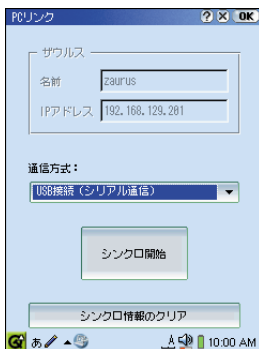 PCリンク ? × OK
ザウルス
名前 zaurus
IPアドレス 192.168.129.201
通信方式：
USB接続（シリアル通信）
シンクロ開始
シンクロ情報のクリア
あ 10:00 AM